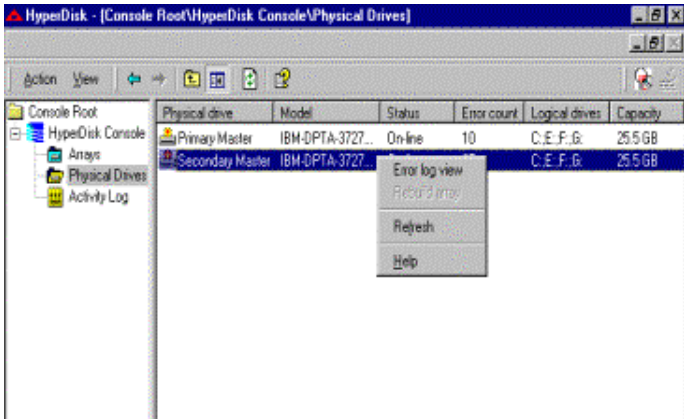 HyperDisk - [Console Root\HyperDisk Console\Physical Drives]
Action View
Console Root
HyperDisk Console
Arrays
Physical Drives
Activity Log
Physical drive Model Status Error count Logical drives Capacity
Primary Master IBM-DPTA-3727... On-line 10 C:;E:;F:;G: 25.5 GB
Secondary Master IBM-DPTA-3727... C:;E:;F:;G: 25.5 GB
Error log view
Rebuild array
Refresh
Help